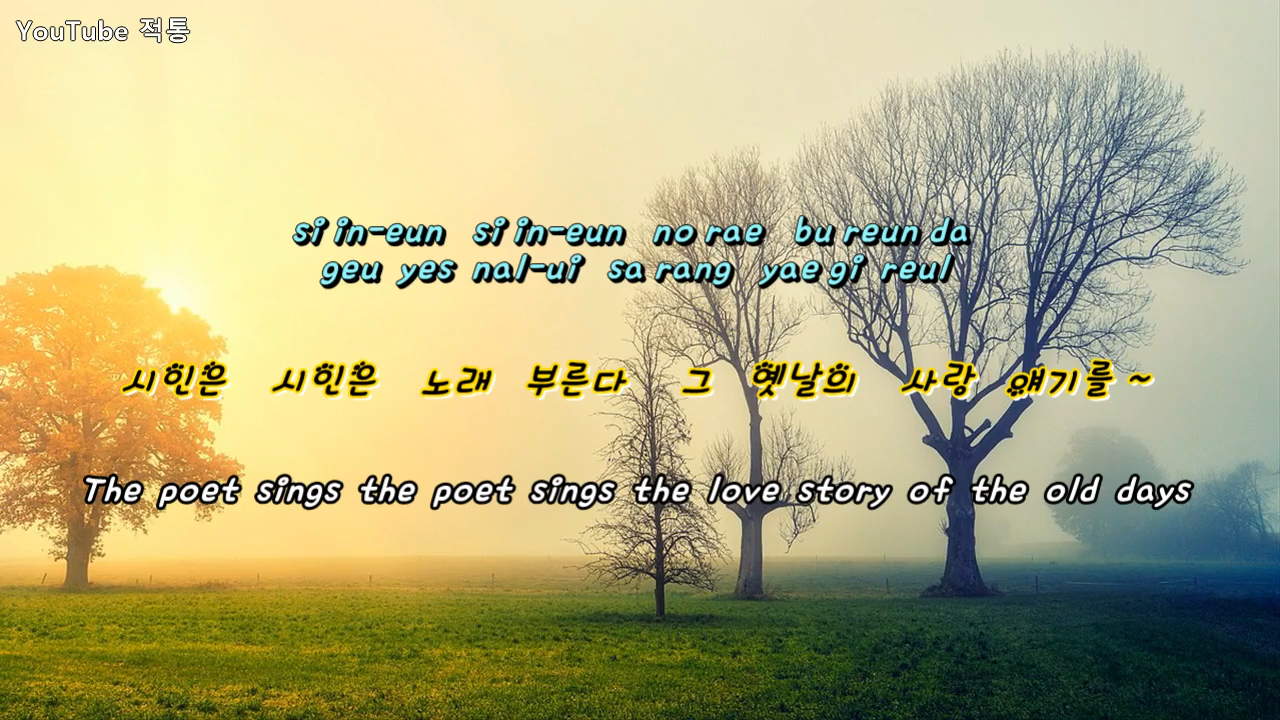 YouTube 적통
si in-eun si in-eun no rae bu reun da
geu yes nal-ui sa rang yae gi reul
시인은 시인은 노래 부른다 그 옛날의 사랑 얘기를 ~
The poet sings the poet sings the love story of the old days